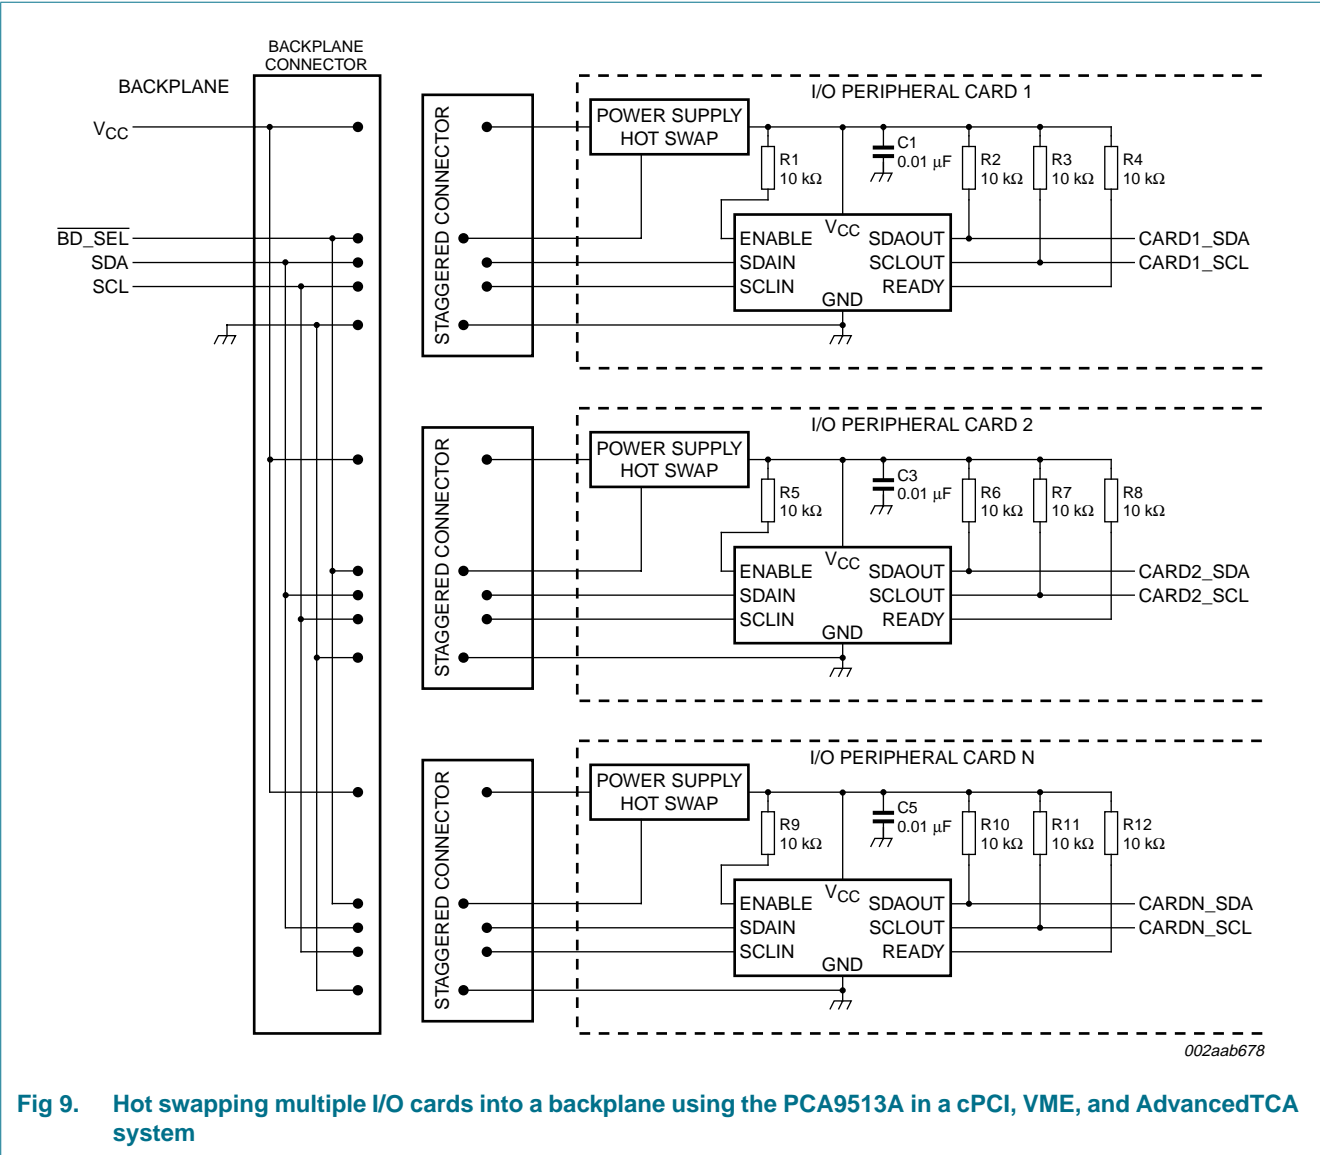 BACKPLANE
CONNECTOR
BACKPLANE
VCC
BD_SEL
SDA
SCL
STAGGERED CONNECTOR
I/O PERIPHERAL CARD 1
POWER SUPPLY
HOT SWAP
R1
10 kΩ
C1
0.01 μF
R2
10 kΩ
R3
10 kΩ
R4
10 kΩ
ENABLE
VCC
SDAOUT
SDAIN
SCLOUT
SCLIN
READY
GND
CARD1_SDA
CARD1_SCL
STAGGERED CONNECTOR
I/O PERIPHERAL CARD 2
POWER SUPPLY
HOT SWAP
R5
10 kΩ
C3
0.01 μF
R6
10 kΩ
R7
10 kΩ
R8
10 kΩ
ENABLE
VCC
SDAOUT
SDAIN
SCLOUT
SCLIN
READY
GND
CARD2_SDA
CARD2_SCL
STAGGERED CONNECTOR
I/O PERIPHERAL CARD N
POWER SUPPLY
HOT SWAP
R9
10 kΩ
C5
0.01 μF
R10
10 kΩ
R11
10 kΩ
R12
10 kΩ
ENABLE
VCC
SDAOUT
SDAIN
SCLOUT
SCLIN
READY
GND
CARDN_SDA
CARDN_SCL
002aab678
Fig 9. Hot swapping multiple I/O cards into a backplane using the PCA9513A in a cPCI, VME, and AdvancedTCA
system